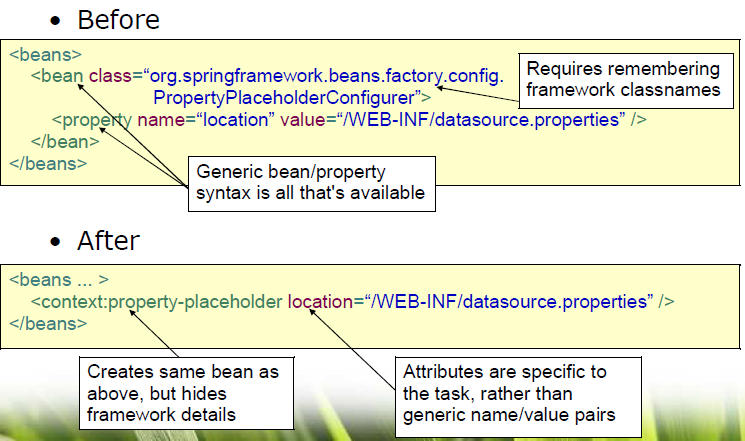 • Before
<beans>
<bean class=“org.springframework.beans.factory.config.
PropertyPlaceholderConfigurer”>
<property name=“location” value=“/WEB-INF/datasource.properties” />
</bean>
</beans>
Requires remembering
framework classnames
Generic bean/property
syntax is all that's available
• After
<beans ... >
<context:property-placeholder location=“/WEB-INF/datasource.properties” />
</beans>
Creates same bean as
above, but hides
framework details
Attributes are specific to
the task, rather than
generic name/value pairs